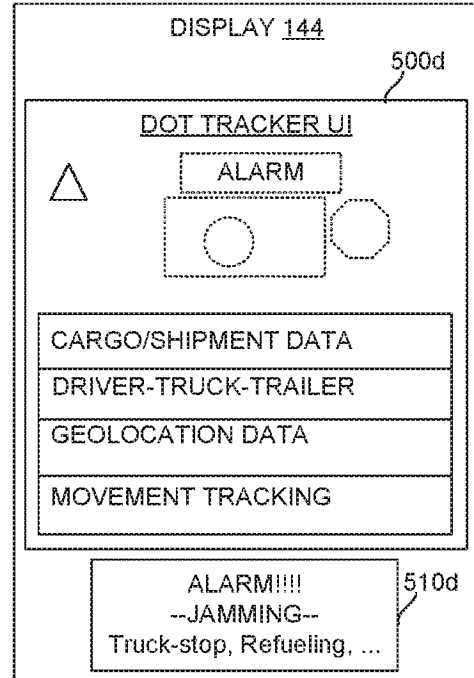 DISPLAY 144
500d
DOT TRACKER UI
ALARM
CARGO/SHIPMENT DATA
DRIVER-TRUCK-TRAILER
GEOLOCATION DATA
MOVEMENT TRACKING
ALARM!!!!
510d
--JAMMING--
Truck-stop, Refueling, ...